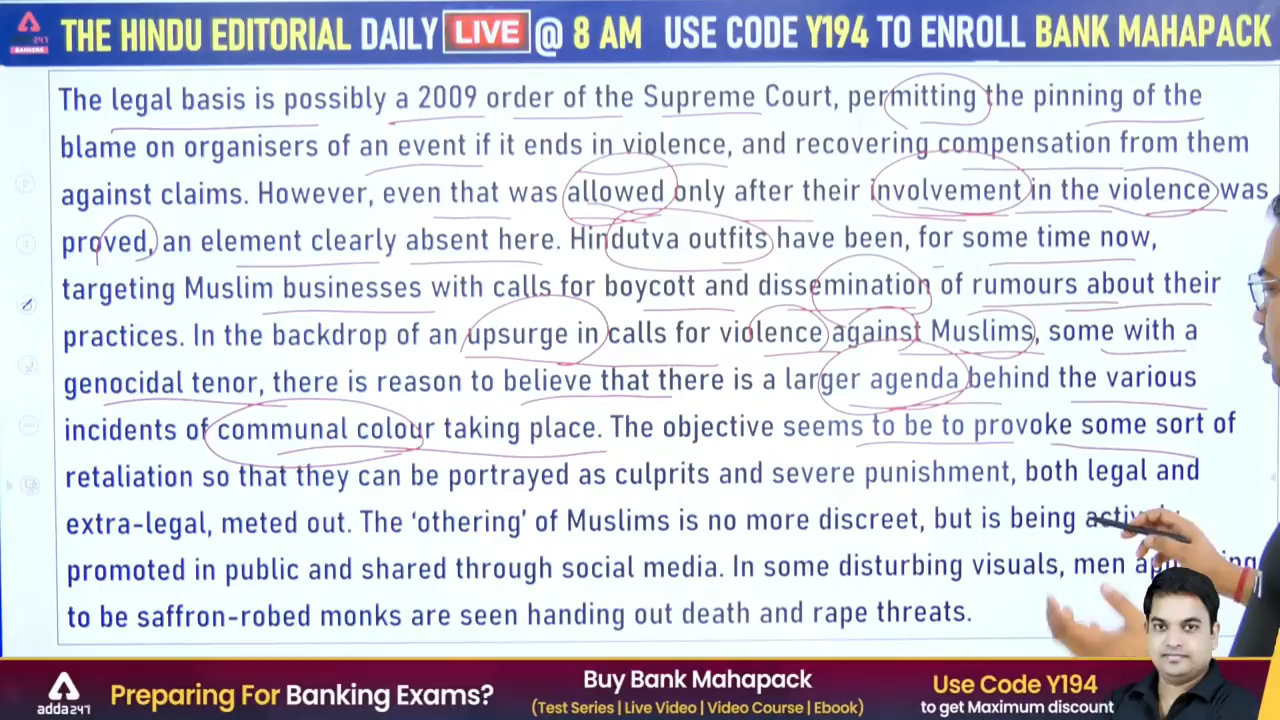 THE HINDU EDITORIAL DAILY LIVE @ 8 AM USE CODE Y194 TO ENROLL BANK MAHAPACK
247
BANKERS
The legal basis is possibly a 2009 order of the Supreme Court, permitting the pinning of the
blame on organisers of an event if it ends in violence, and recovering compensation from them
against claims. However, even that was allowed only after their involvement in the violence was
proved, an element clearly absent here. Hindutva outfits have been, for some time now,
targeting Muslim businesses with calls for boycott and dissemination of rumours about their
practices. In the backdrop of an upsurge in calls for violence against Muslims, some with a
genocidal tenor, there is reason to believe that there is a larger agenda behind the various
incidents of communal colour taking place. The objective seems to be to provoke some sort of
retaliation so that they can be portrayed as culprits and severe punishment, both legal and
extra-legal, meted out. The ‘othering’ of Muslims is no more discreet, but is being
promoted in public and shared through social media. In some disturbing visuals, men
to be saffron-robed monks are seen handing out death and rape threats.
adda247
Preparing For Banking Exams?
Buy Bank Mahapack
(Test Series | Live Video | Video Course | Ebook)
Use Code Y194
to get Maximum discount